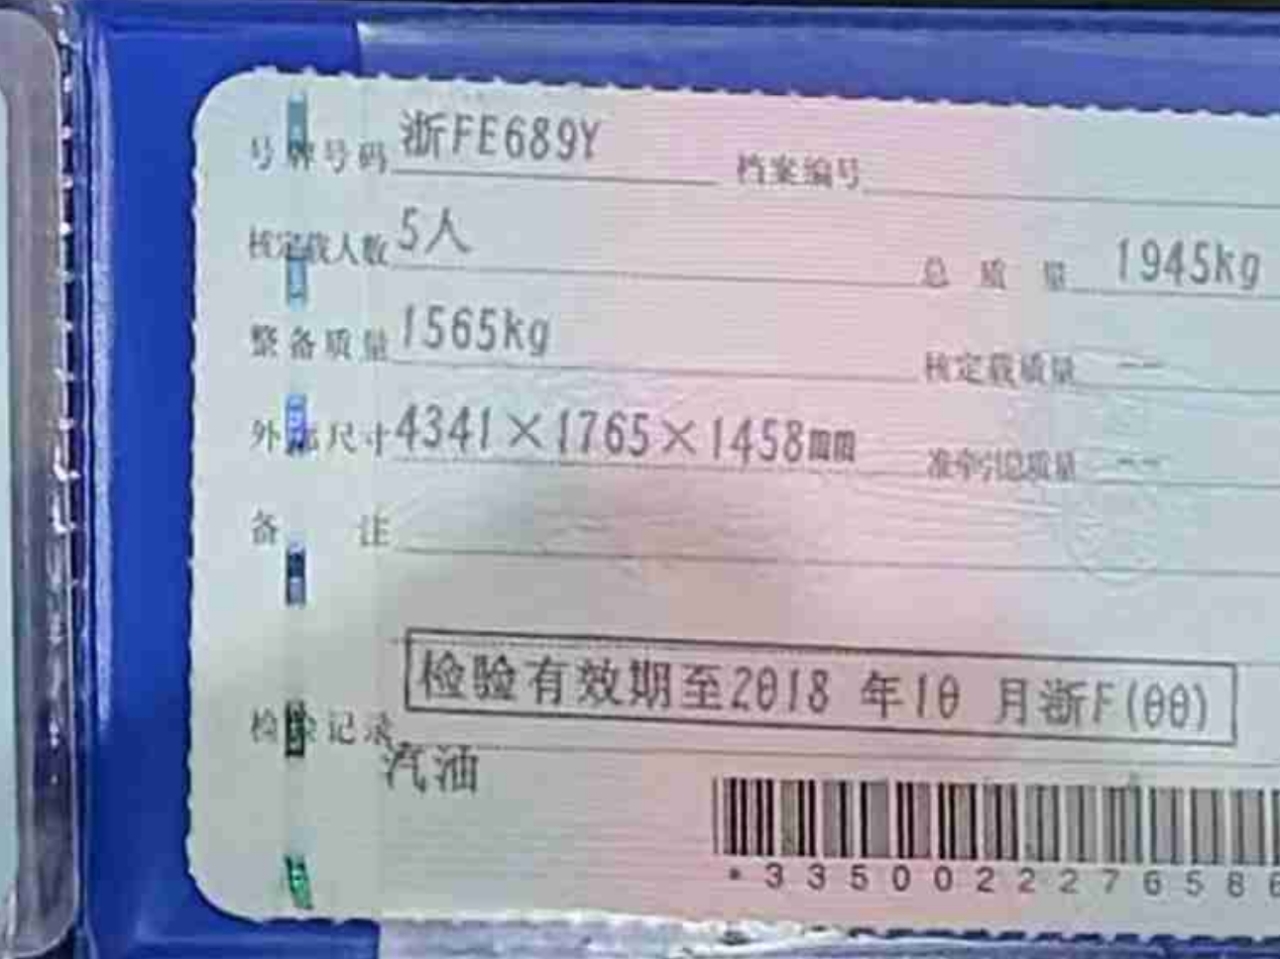 号牌号码 浙FE689Y 档案编号
核定载人数 5人 总质量 1945kg
整备质量 1565kg 核定载质量 --
外廓尺寸 4341×1765×1458mm 准牵引总质量 --
备注
检验有效期至2018 年10 月浙F(00)
检验记录
汽油
*3350022276586